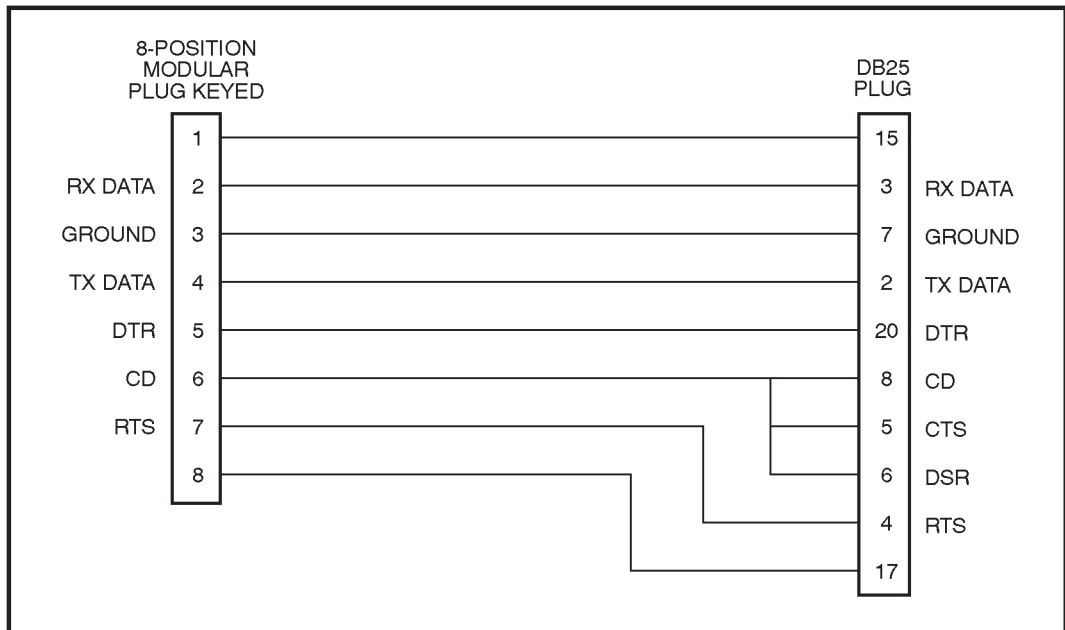 8-POSITION
MODULAR
PLUG KEYED
DB25
PLUG
1 15
RX DATA 2 3 RX DATA
GROUND 3 7 GROUND
TX DATA 4 2 TX DATA
DTR 5 20 DTR
CD 6 8 CD
RTS 7 5 CTS
8 6 DSR
4 RTS
17